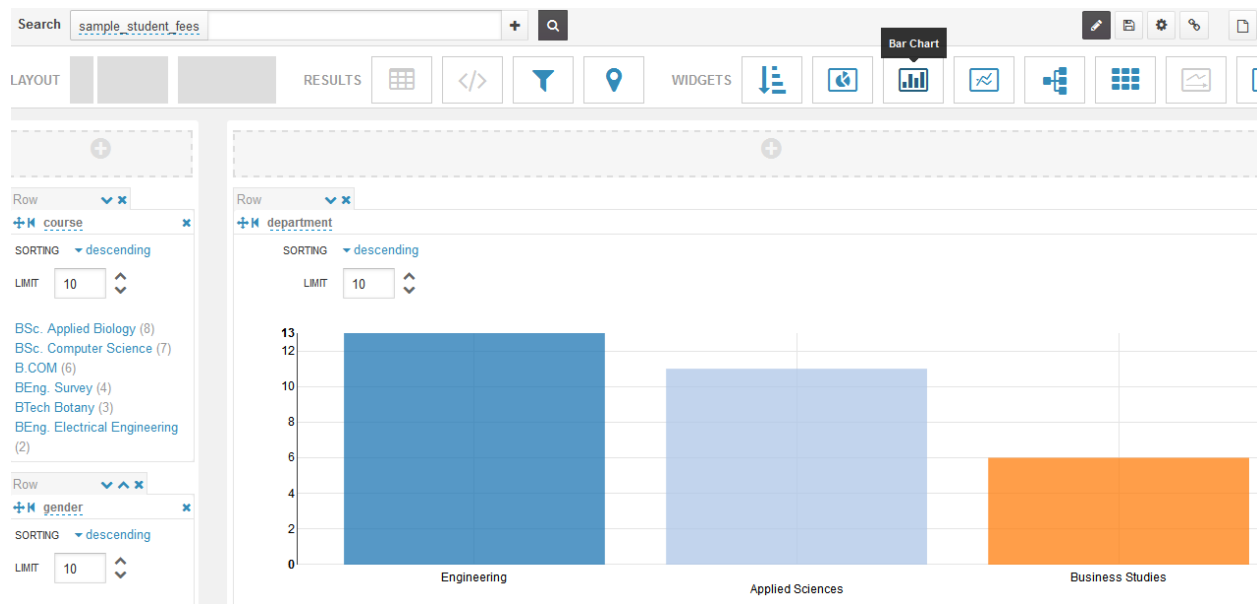 Search sample_student_fees
Bar Chart
LAYOUT RESULTS WIDGETS
Row
course
SORTING descending
LIMIT 10
BSc. Applied Biology (8)
BSc. Computer Science (7)
B.COM (6)
BEng. Survey (4)
BTech Botany (3)
BEng. Electrical Engineering
(2)
Row
gender
SORTING descending
LIMIT 10
Row
department
SORTING descending
LIMIT 10
13
12
10
8
6
4
2
0
Engineering
Applied Sciences
Business Studies